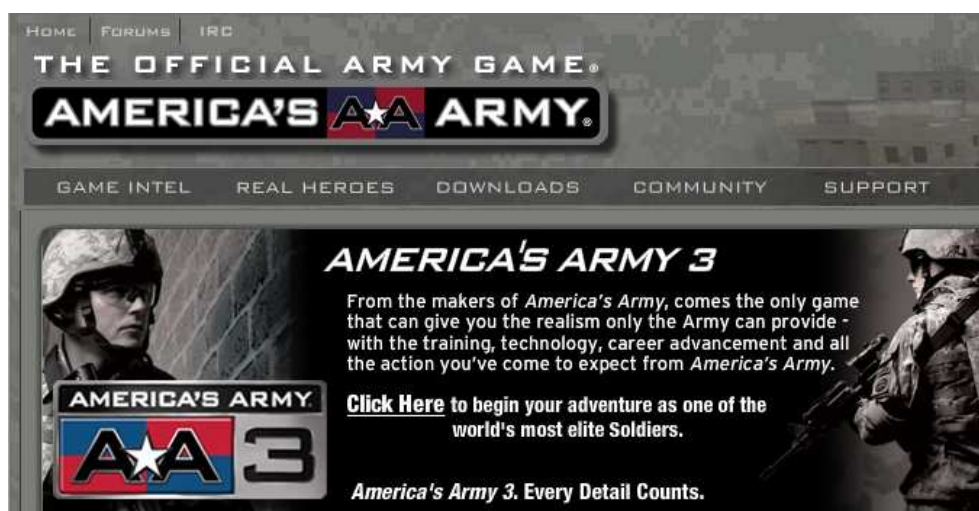 HOME FORUMS IRC
THE OFFICIAL ARMY GAME®
AMERICA'S AA ARMY®
GAME INTEL REAL HEROES DOWNLOADS COMMUNITY SUPPORT
AMERICA'S ARMY 3
From the makers of America's Army, comes the only game
that can give you the realism only the Army can provide -
with the training, technology, career advancement and all
the action you've come to expect from America's Army.
AMERICA'S ARMY
AA 3
Click Here to begin your adventure as one of the
world's most elite Soldiers.
America's Army 3. Every Detail Counts.